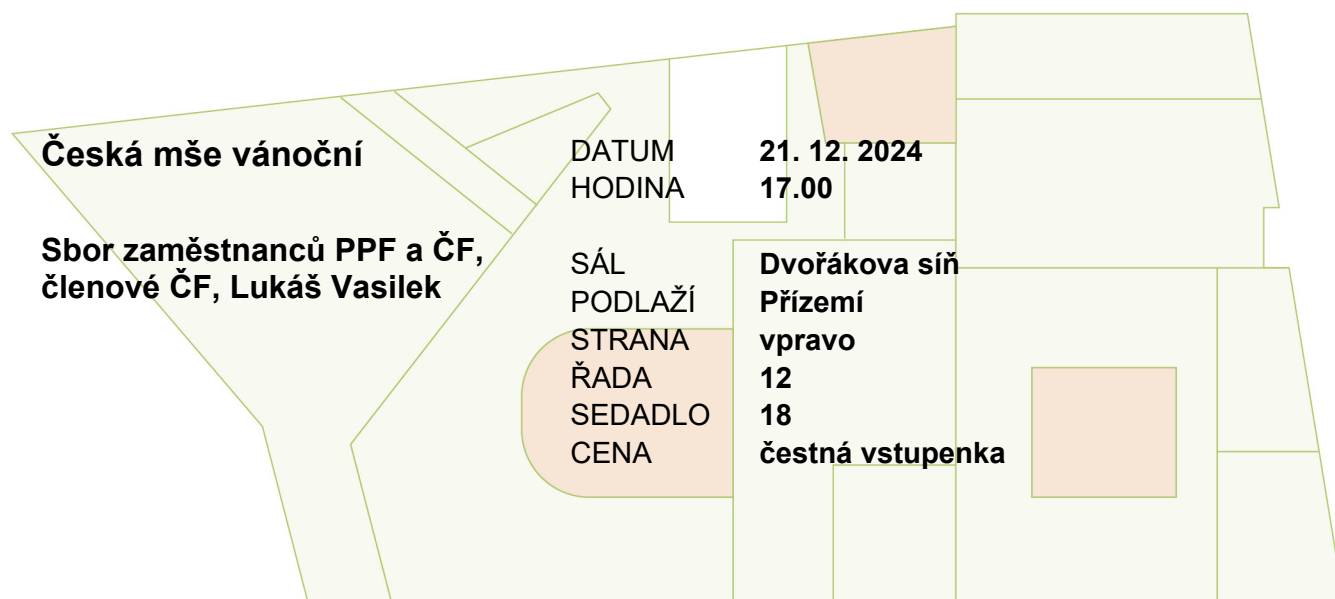 Česká mše vánoční
Sbor zaměstnanců PPF a ČF,
členové ČF, Lukáš Vasilek
DATUM 21. 12. 2024
HODINA 17.00
SÁL Dvořákova síň
PODLAŽÍ Přízemí
STRANA vpravo
ŘADA 12
SEDADLO 18
CENA čestná vstupenka